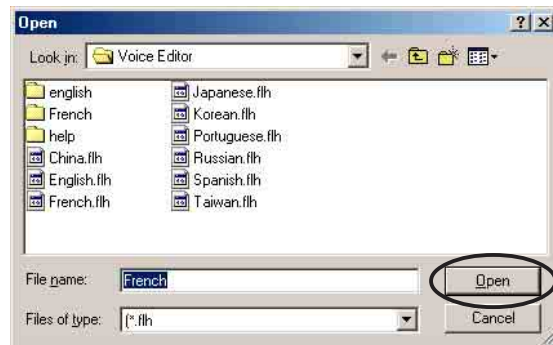 Open
Look in: Voice Editor
english
French
help
China.flh
English.flh
French.flh
Japanese.flh
Korean.flh
Portuguese.flh
Russian.flh
Spanish.flh
Taiwan.flh
File name: French Open
Files of type: (*.flh Cancel